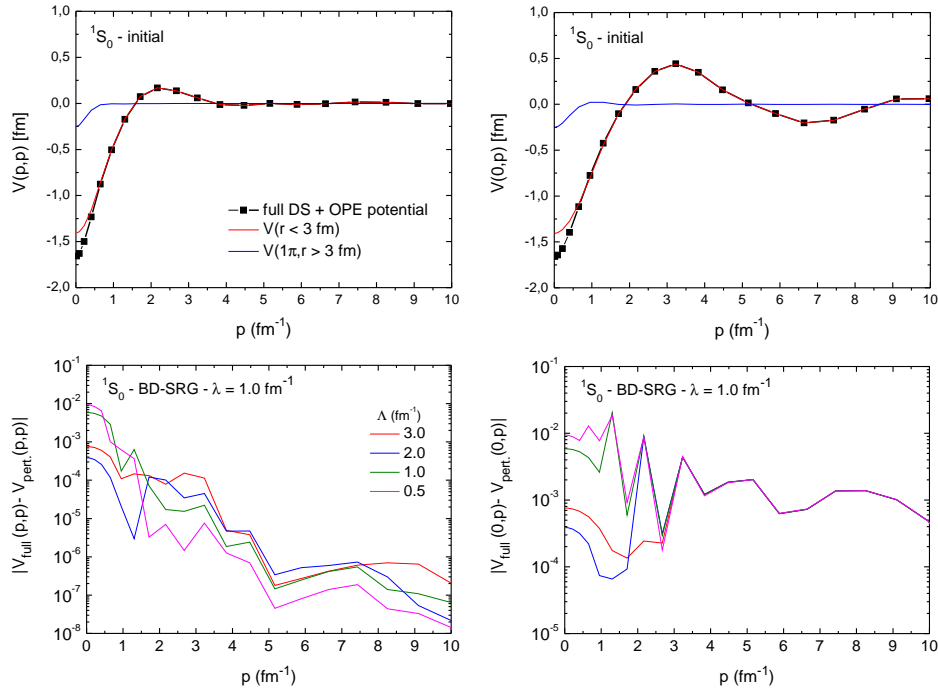 ¹S₀ - initial
V(p,p) [fm]
1,0
0,5
0,0
-0,5
-1,0
-1,5
-2,0
full DS + OPE potential
V(r < 3 fm)
V(1π,r > 3 fm)
0 1 2 3 4 5 6 7 8 9 10
p (fm⁻¹)
¹S₀ - initial
V(0,p) [fm]
1,0
0,5
0,0
-0,5
-1,0
-1,5
-2,0
0 1 2 3 4 5 6 7 8 9 10
p (fm⁻¹)
¹S₀ - BD-SRG - λ = 1.0 fm⁻¹
|V_full (p,p)- V_pert.(p,p)|
10⁻¹
10⁻²
10⁻³
10⁻⁴
10⁻⁵
10⁻⁶
10⁻⁷
10⁻⁸
Λ (fm⁻¹)
3.0
2.0
1.0
0.5
0 1 2 3 4 5 6 7 8 9 10
p (fm⁻¹)
¹S₀ - BD-SRG - λ = 1.0 fm⁻¹
|V_full (0,p)- V_pert.(0,p)|
10⁻¹
10⁻²
10⁻³
10⁻⁴
10⁻⁵
0 1 2 3 4 5 6 7 8 9 10
p (fm⁻¹)